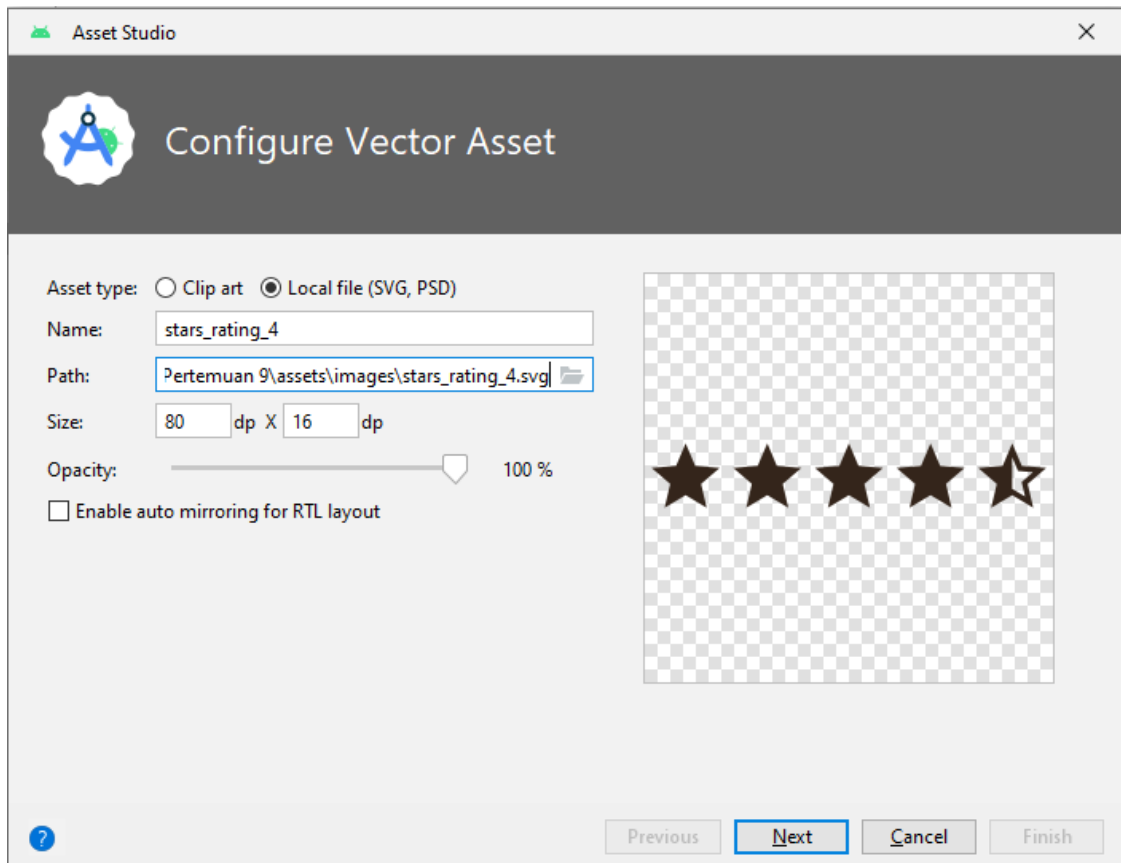 Asset Studio
Configure Vector Asset
Asset type: Clip art Local file (SVG, PSD)
Name: stars_rating_4
Path: Pertemuan 9\assets\images\stars_rating_4.svg
Size: 80 dp X 16 dp
Opacity: 100 %
Enable auto mirroring for RTL layout
?
Previous Next Cancel Finish